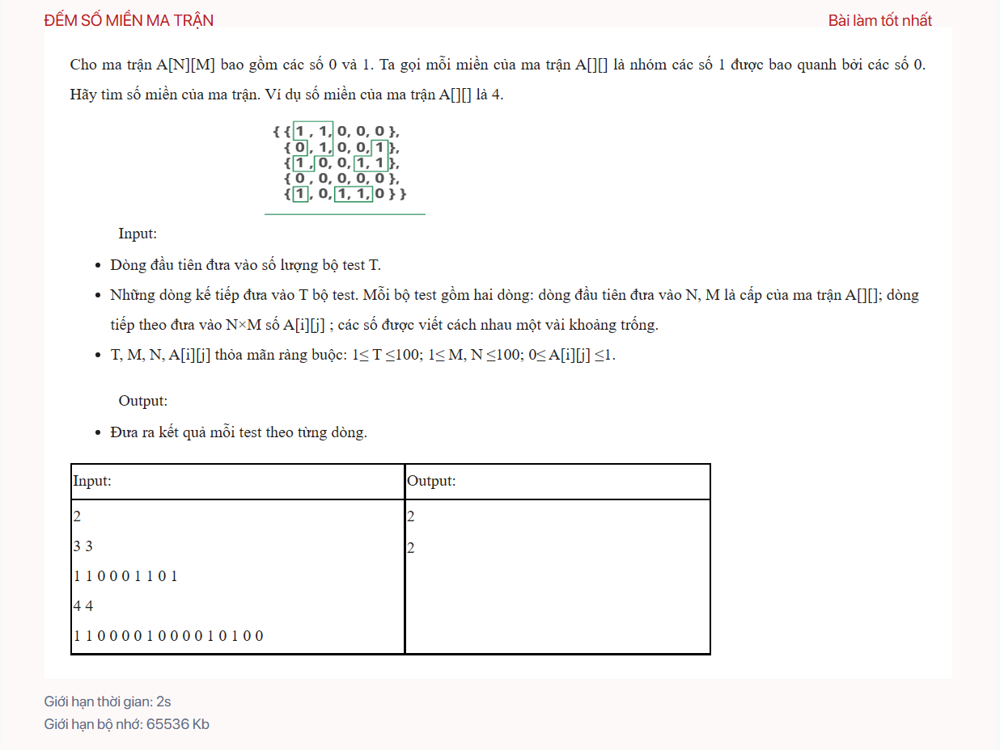 ĐẾM SỐ MIỀN MA TRẬN
Bài làm tốt nhất
Cho ma trận A[N][M] bao gồm các số 0 và 1. Ta gọi mỗi miền của ma trận A[][] là nhóm các số 1 được bao quanh bởi các số 0.
Hãy tìm số miền của ma trận. Ví dụ số miền của ma trận A[][] là 4.
{ { 1 , 1, 0, 0, 0 },
{ 0, 1, 0, 0, 1 },
{ 1 , 0, 0, 1, 1 },
{ 0 , 0, 0, 0, 0 },
{ 1, 0, 1, 1, 0 } }
Input:
• Dòng đầu tiên đưa vào số lượng bộ test T.
• Những dòng kế tiếp đưa vào T bộ test. Mỗi bộ test gồm hai dòng: dòng đầu tiên đưa vào N, M là cấp của ma trận A[][]; dòng
tiếp theo đưa vào N×M số A[i][j] ; các số được viết cách nhau một vài khoảng trống.
• T, M, N, A[i][j] thỏa mãn ràng buộc: 1≤ T ≤100; 1≤ M, N ≤100; 0≤ A[i][j] ≤1.
Output:
• Đưa ra kết quả mỗi test theo từng dòng.
Input:
Output:
2
3 3
1 1 0 0 0 1 1 0 1
4 4
1 1 0 0 0 0 1 0 0 0 0 1 0 1 0 0
2
2
Giới hạn thời gian: 2s
Giới hạn bộ nhớ: 65536 Kb